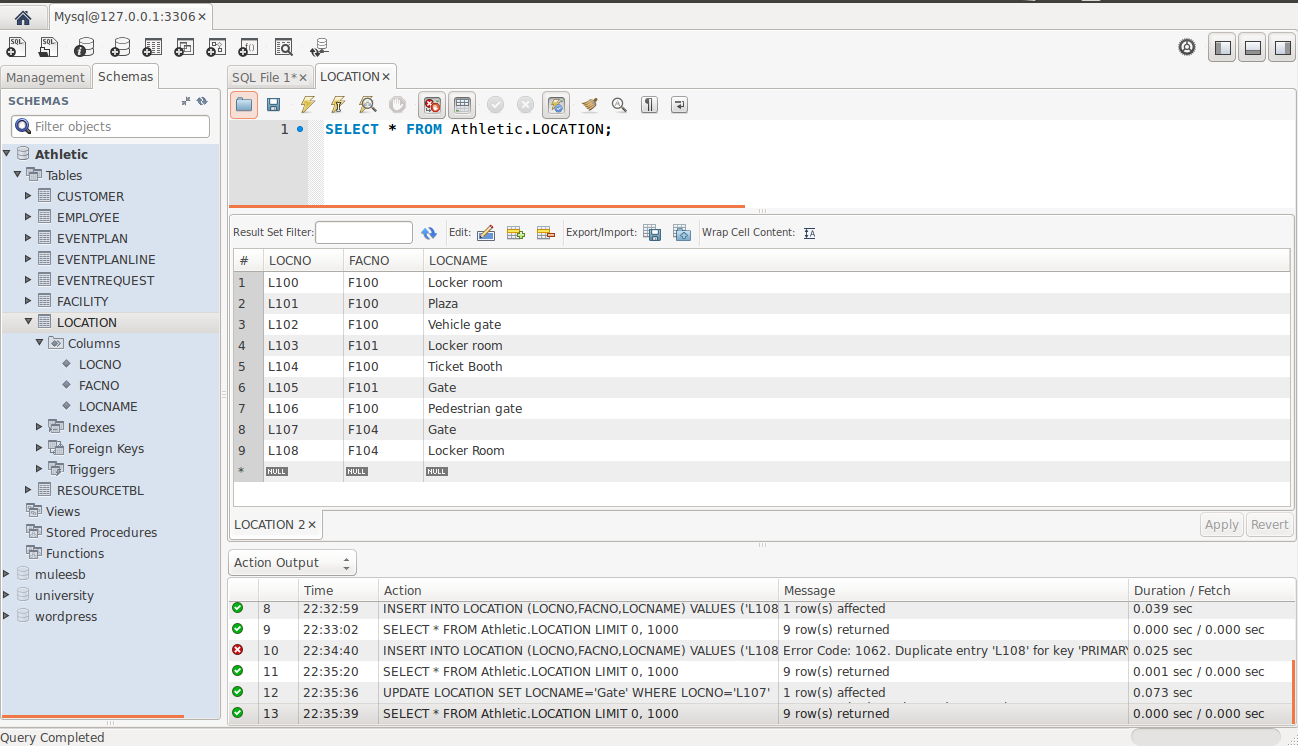 Mysql@127.0.0.1:3306 ×
Management Schemas SQL File 1* × LOCATION ×
SCHEMAS
Filter objects
1 SELECT * FROM Athletic.LOCATION;
Athletic
Tables
CUSTOMER
EMPLOYEE
EVENTPLAN
EVENTPLANLINE
EVENTREQUEST
FACILITY
LOCATION
Columns
LOCNO
FACNO
LOCNAME
Indexes
Foreign Keys
Triggers
RESOURCETBL
Views
Stored Procedures
Functions
muleesb
university
wordpress
Result Set Filter: Edit: Export/Import: Wrap Cell Content:
# LOCNO FACNO LOCNAME
1 L100 F100 Locker room
2 L101 F100 Plaza
3 L102 F100 Vehicle gate
4 L103 F101 Locker room
5 L104 F100 Ticket Booth
6 L105 F101 Gate
7 L106 F100 Pedestrian gate
8 L107 F104 Gate
9 L108 F104 Locker Room
* NULL NULL NULL
LOCATION 2 × Apply Revert
Action Output
Time Action Message Duration / Fetch
8 22:32:59 INSERT INTO LOCATION (LOCNO,FACNO,LOCNAME) VALUES ('L108 1 row(s) affected 0.039 sec
9 22:33:02 SELECT * FROM Athletic.LOCATION LIMIT 0, 1000 9 row(s) returned 0.000 sec / 0.000 sec
10 22:34:40 INSERT INTO LOCATION (LOCNO,FACNO,LOCNAME) VALUES ('L108 Error Code: 1062. Duplicate entry 'L108' for key 'PRIMARY 0.025 sec
11 22:35:20 SELECT * FROM Athletic.LOCATION LIMIT 0, 1000 9 row(s) returned 0.001 sec / 0.000 sec
12 22:35:36 UPDATE LOCATION SET LOCNAME='Gate' WHERE LOCNO='L107' 1 row(s) affected 0.073 sec
13 22:35:39 SELECT * FROM Athletic.LOCATION LIMIT 0, 1000 9 row(s) returned 0.000 sec / 0.000 sec
Query Completed